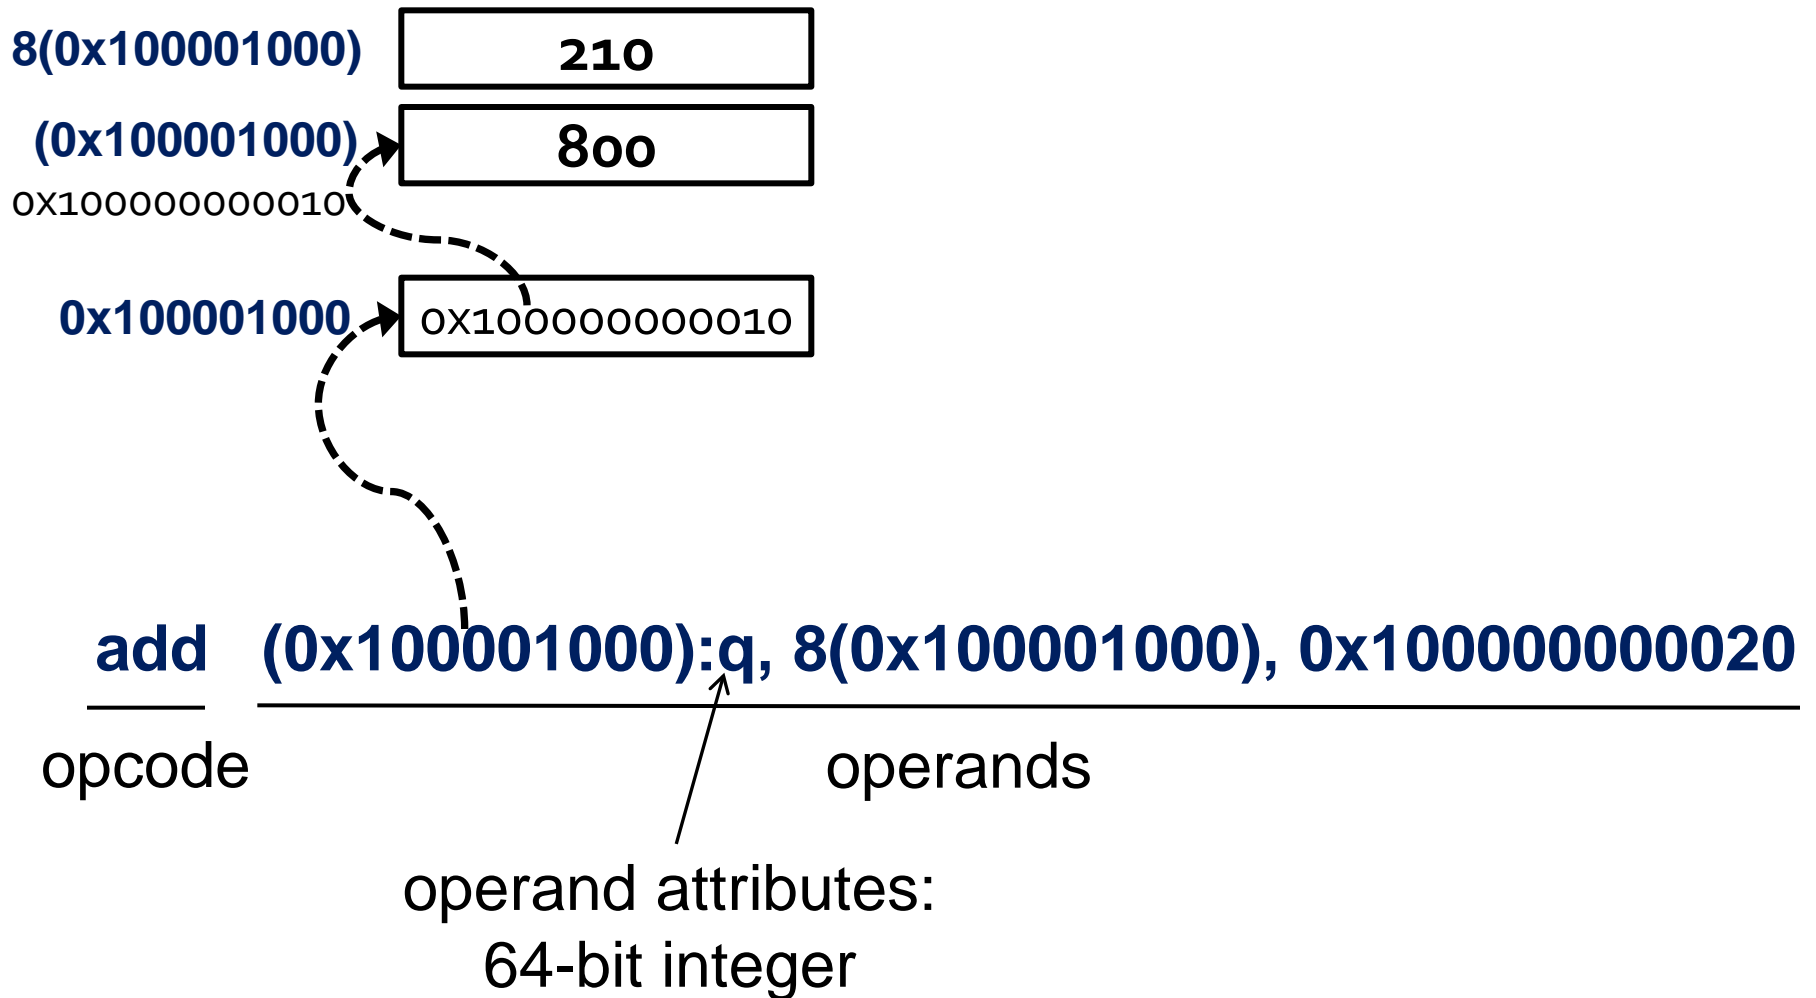 8(0x100001000)
210
(0x100001000)
800
0X100000000010
0x100001000
0X100000000010
add (0x100001000):q, 8(0x100001000), 0x100000000020
opcode
operands
operand attributes:
64-bit integer